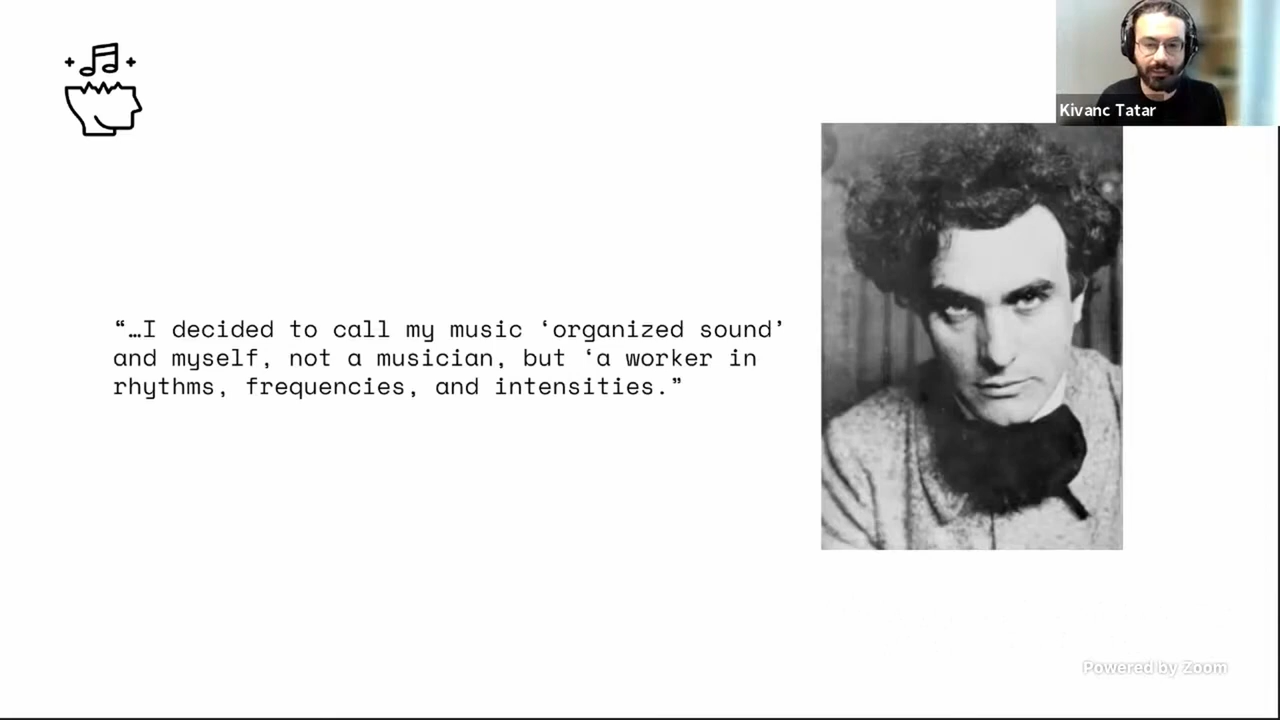 Kivanc Tatar
“…I decided to call my music ‘organized sound’
and myself, not a musician, but ‘a worker in
rhythms, frequencies, and intensities.”
Powered by Zoom